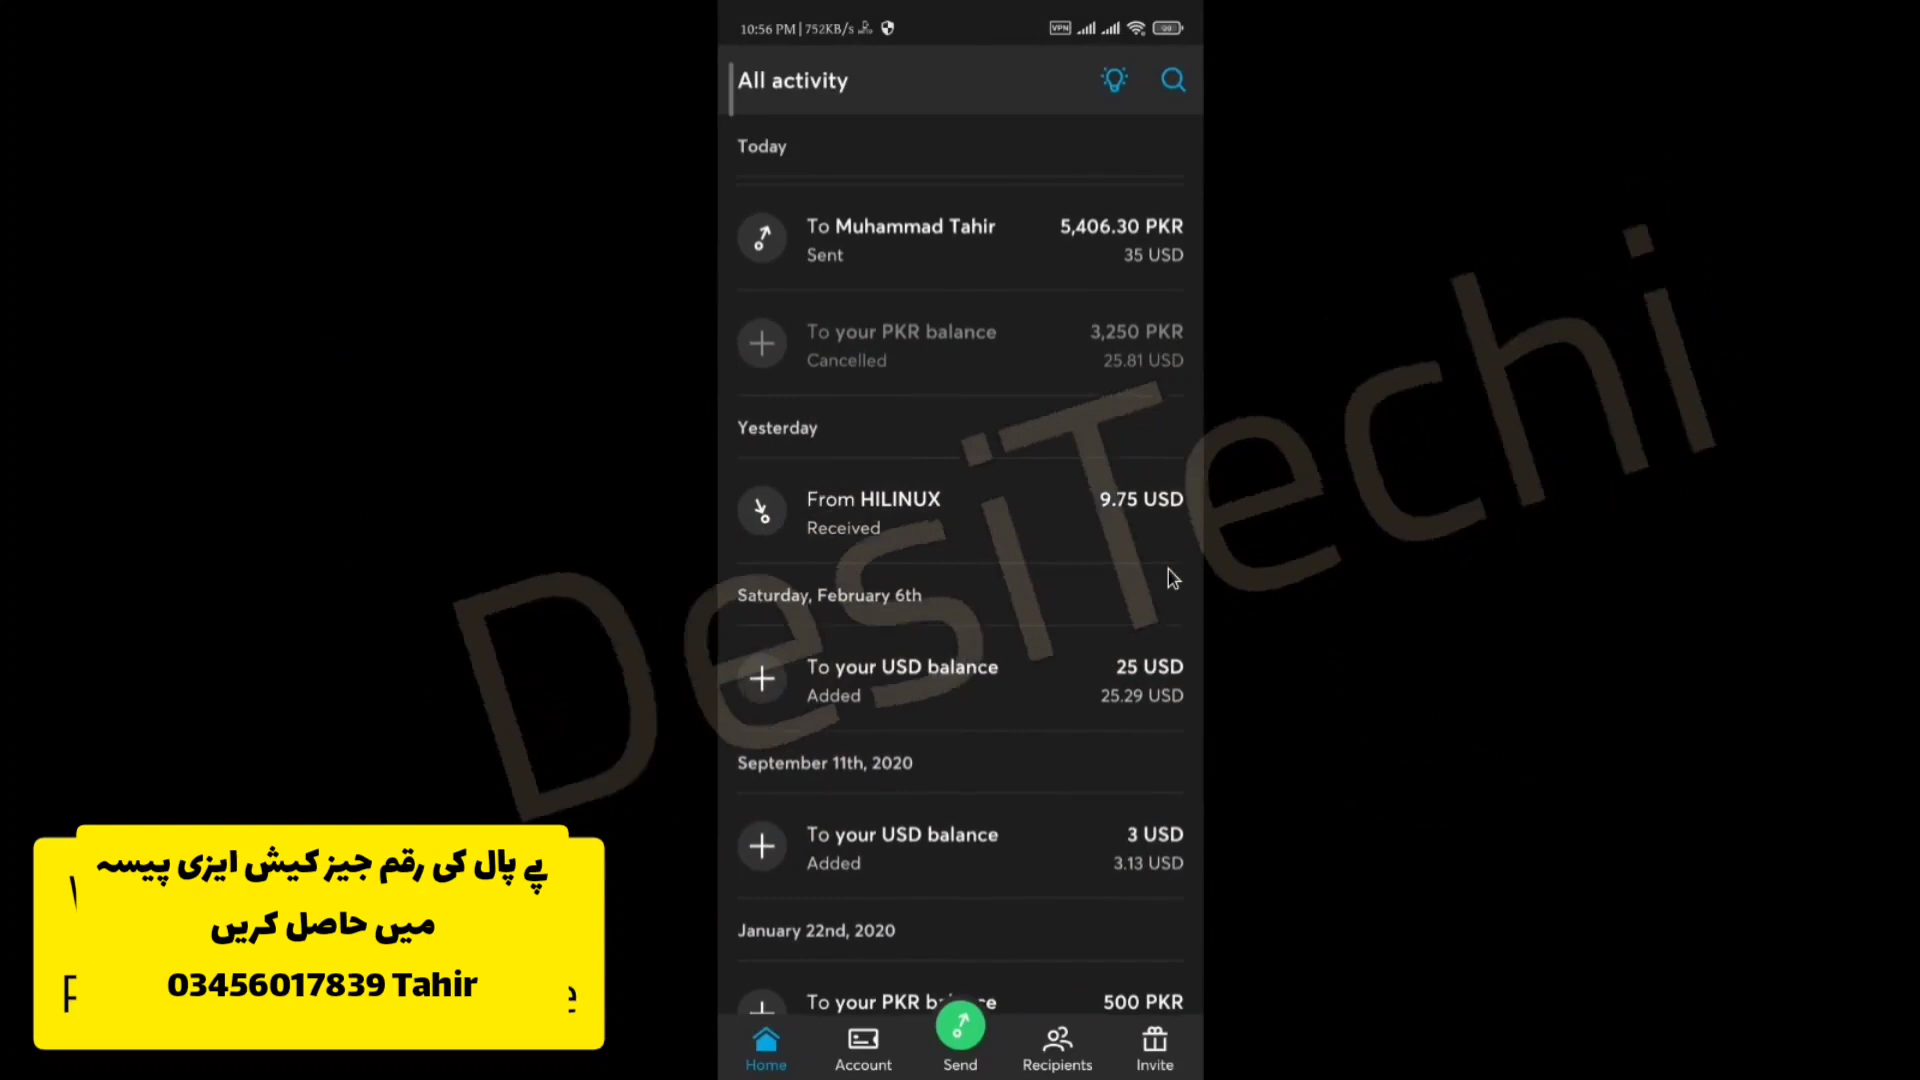 10:56 PM | 752KB/s
VPN
All activity
Today
To Muhammad Tahir 5,406.30 PKR
Sent 35 USD
To your PKR balance 3,250 PKR
Cancelled 25.81 USD
Yesterday
From HILINUX 9.75 USD
Received
Saturday, February 6th
To your USD balance 25 USD
Added 25.29 USD
September 11th, 2020
To your USD balance 3 USD
Added 3.13 USD
January 22nd, 2020
To your PKR 500 PKR
Home Account Send Recipients Invite
DesiTechi
پے پال کی رقم جیز کیش ایزی پیسہ
میں حاصل کریں
03456017839 Tahir